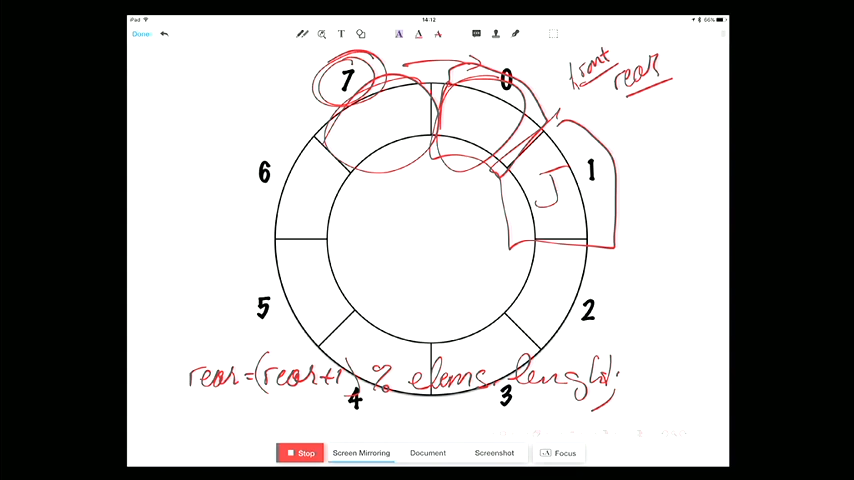 iPad
14:12
66%
Done
T
A A A
7
0
front
rear
6
1
J
5
2
rear=(rear+1) % elems.length);
4
3
Stop
Screen Mirroring
Document
Screenshot
A Focus